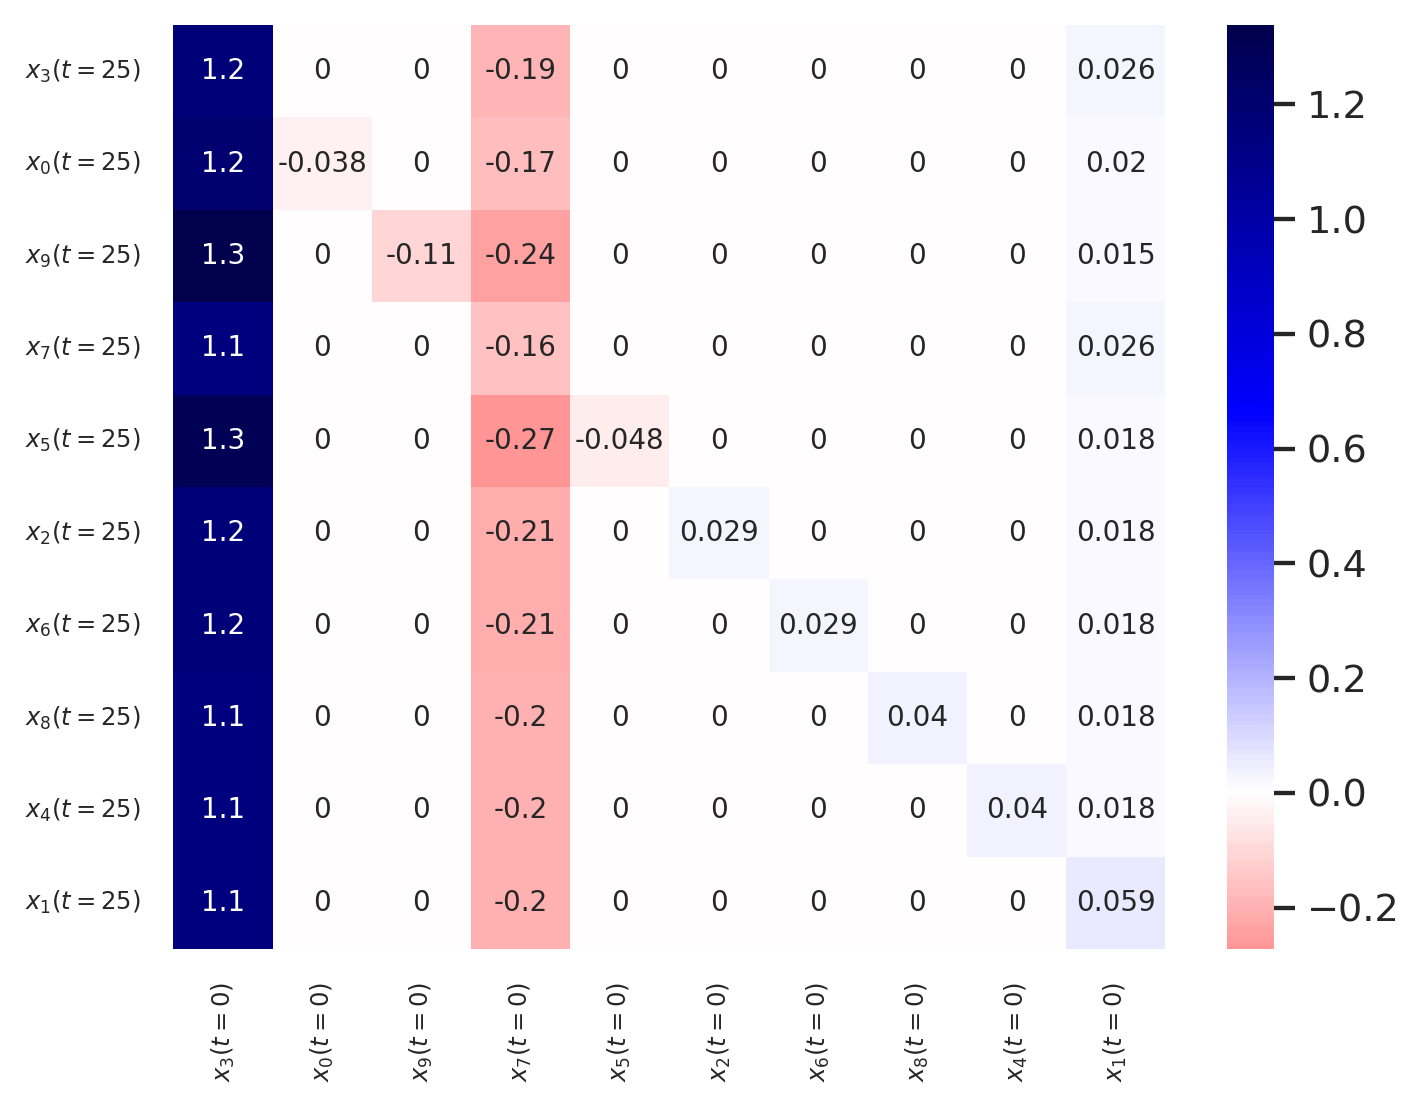 x₃(t = 25) 1.2 0 0 -0.19 0 0 0 0 0 0.026
x₀(t = 25) 1.2 -0.038 0 -0.17 0 0 0 0 0 0.02
x₉(t = 25) 1.3 0 -0.11 -0.24 0 0 0 0 0 0.015
x₇(t = 25) 1.1 0 0 -0.16 0 0 0 0 0 0.026
x₅(t = 25) 1.3 0 0 -0.27 -0.048 0 0 0 0 0.018
x₂(t = 25) 1.2 0 0 -0.21 0 0.029 0 0 0 0.018
x₆(t = 25) 1.2 0 0 -0.21 0 0 0.029 0 0 0.018
x₈(t = 25) 1.1 0 0 -0.2 0 0 0 0.04 0 0.018
x₄(t = 25) 1.1 0 0 -0.2 0 0 0 0 0.04 0.018
x₁(t = 25) 1.1 0 0 -0.2 0 0 0 0 0 0.059
x₃(t = 0) x₀(t = 0) x₉(t = 0) x₇(t = 0) x₅(t = 0) x₂(t = 0) x₆(t = 0) x₈(t = 0) x₄(t = 0) x₁(t = 0)
1.2
1.0
0.8
0.6
0.4
0.2
0.0
−0.2